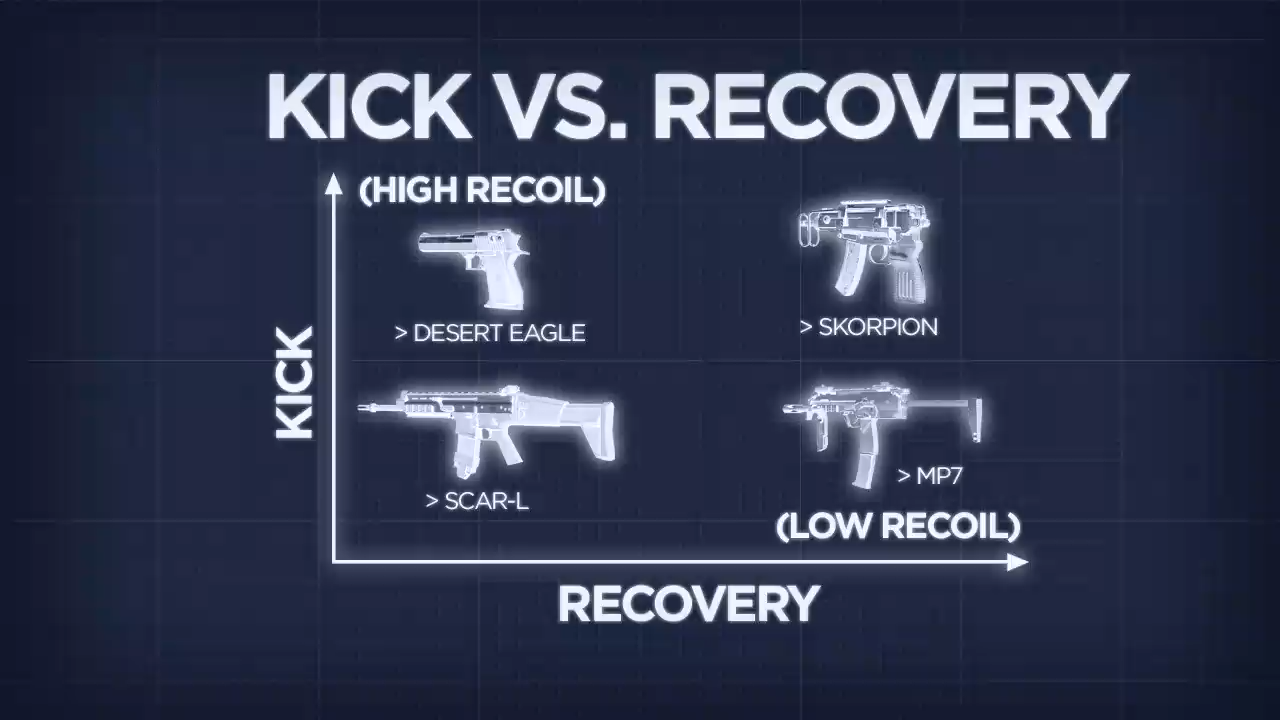 KICK VS. RECOVERY
(HIGH RECOIL)
> DESERT EAGLE
> SKORPION
KICK
> SCAR-L
> MP7
(LOW RECOIL)
RECOVERY